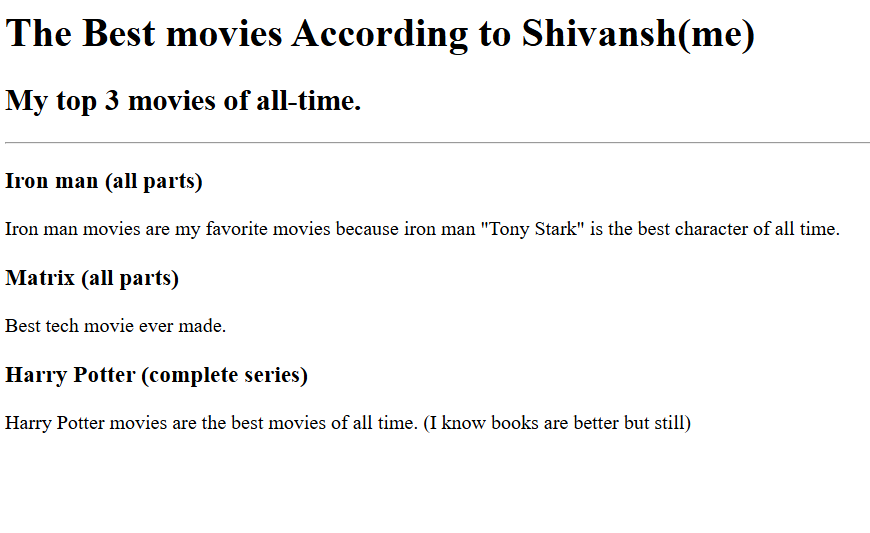 The Best movies According to Shivansh(me)
My top 3 movies of all-time.
Iron man (all parts)
Iron man movies are my favorite movies because iron man "Tony Stark" is the best character of all time.
Matrix (all parts)
Best tech movie ever made.
Harry Potter (complete series)
Harry Potter movies are the best movies of all time. (I know books are better but still)